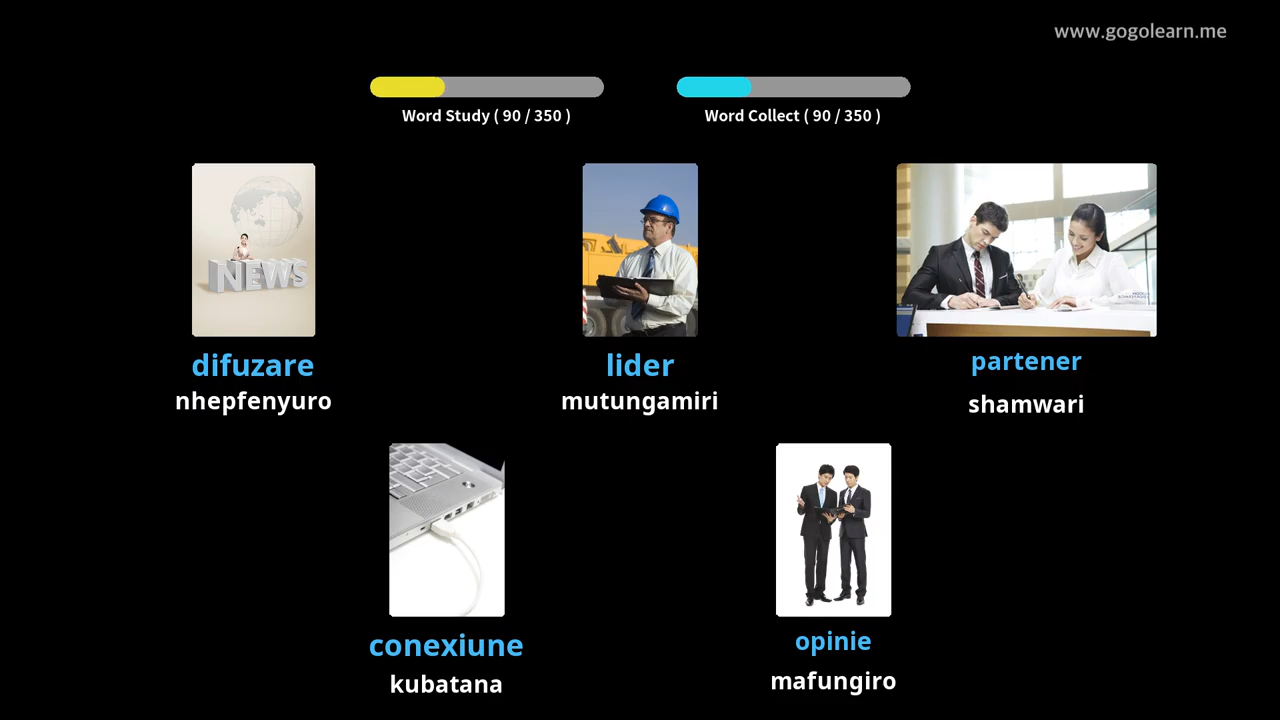 www.gogolearn.me
Word Study ( 90 / 350 )
Word Collect ( 90 / 350 )
NEWS
difuzare
nhepfenyuro
lider
mutungamiri
partener
shamwari
conexiune
kubatana
opinie
mafungiro